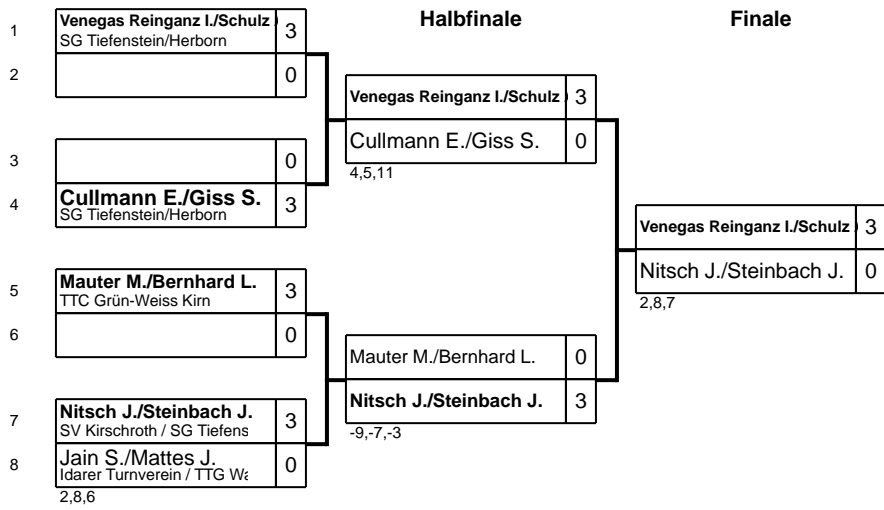 Halbfinale
Finale
1
Venegas Reinganz I./Schulz
3
SG Tiefenstein/Herborn
2
0
3
0
4
Cullmann E./Giss S.
3
SG Tiefenstein/Herborn
5
Mauter M./Bernhard L.
3
TTC Grün-Weiss Kirn
6
0
7
Nitsch J./Steinbach J.
3
SV Kirschroth / SG Tiefens
8
Jain S./Mattes J.
0
Idarer Turnverein / TTG
2,8,6
Venegas Reinganz I./Schulz
3
Cullmann E./Giss S.
0
4,5,11
Mauter M./Bernhard L.
0
Nitsch J./Steinbach J.
3
-9,-7,-3
Venegas Reinganz I./Schulz
3
Nitsch J./Steinbach J.
0
2,8,7